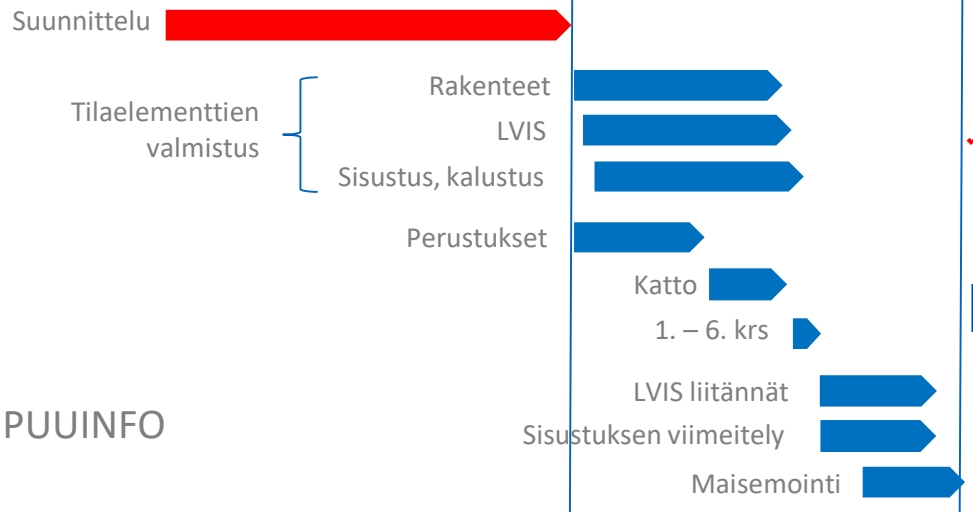 Suunnittelu
Rakenteet
Tilaelementtien
valmistus
LVIS
Sisustus, kalustus
Perustukset
Katto
1. – 6. krs
LVIS liitännät
PUUINFO
Sisustuksen viimeitely
Maisemointi